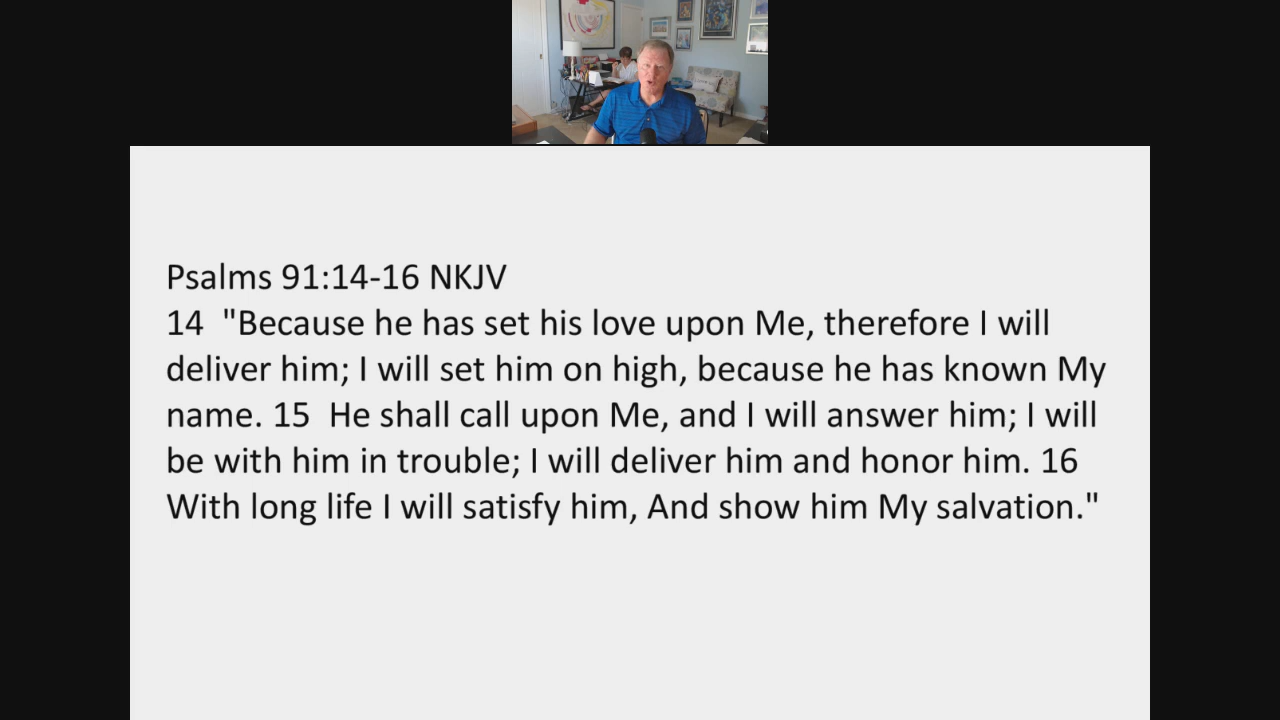 Psalms 91:14-16 NKJV
14  "Because he has set his love upon Me, therefore I will
deliver him; I will set him on high, because he has known My
name. 15  He shall call upon Me, and I will answer him; I will
be with him in trouble; I will deliver him and honor him. 16
With long life I will satisfy him, And show him My salvation."